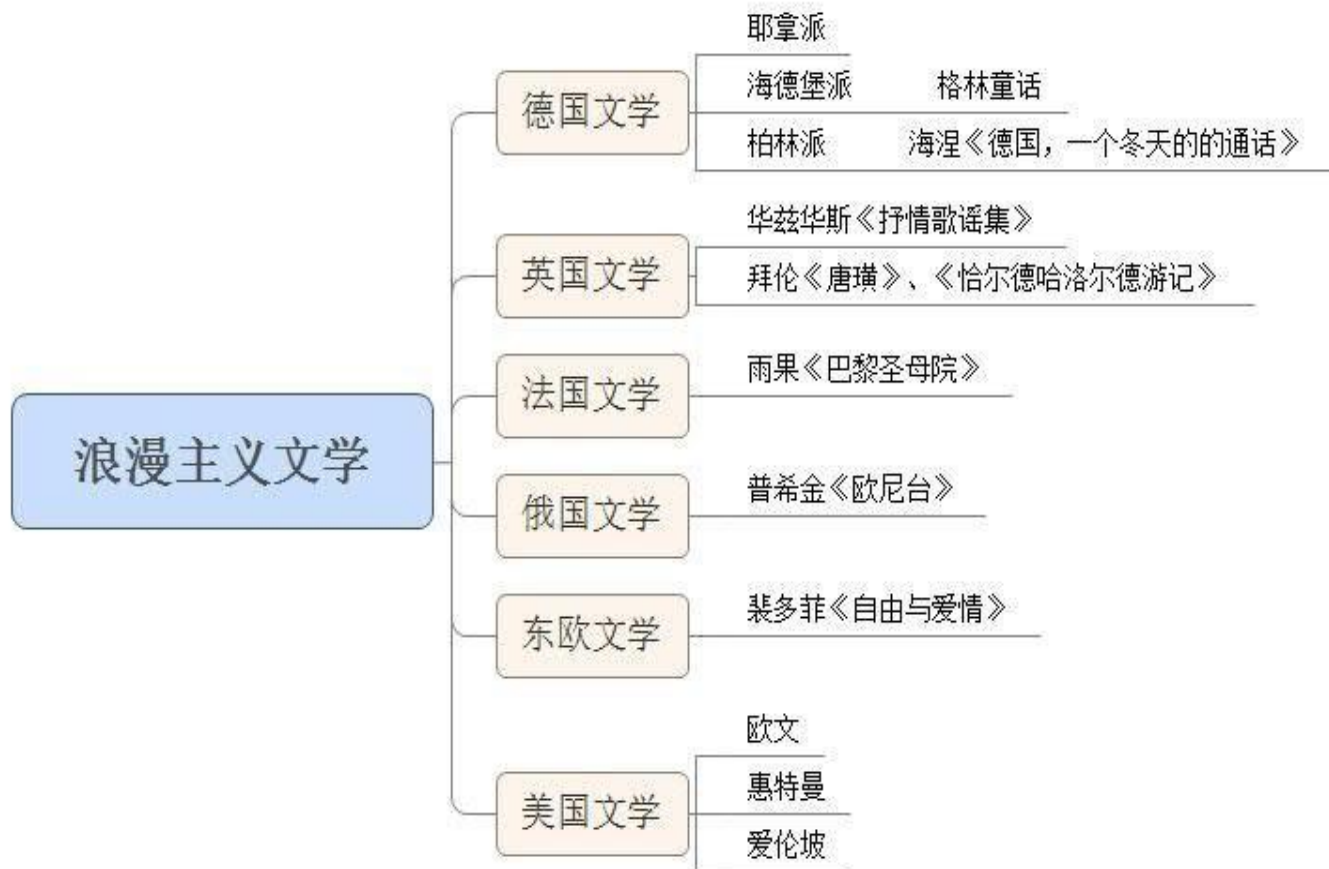 浪漫主义文学
德国文学
耶拿派
海德堡派 格林童话
柏林派 海涅《德国，一个冬天的的通话》
英国文学
华兹华斯《抒情歌谣集》
拜伦《唐璜》、《恰尔德哈洛尔德游记》
法国文学
雨果《巴黎圣母院》
俄国文学
普希金《欧尼台》
东欧文学
裴多菲《自由与爱情》
美国文学
欧文
惠特曼
爱伦坡